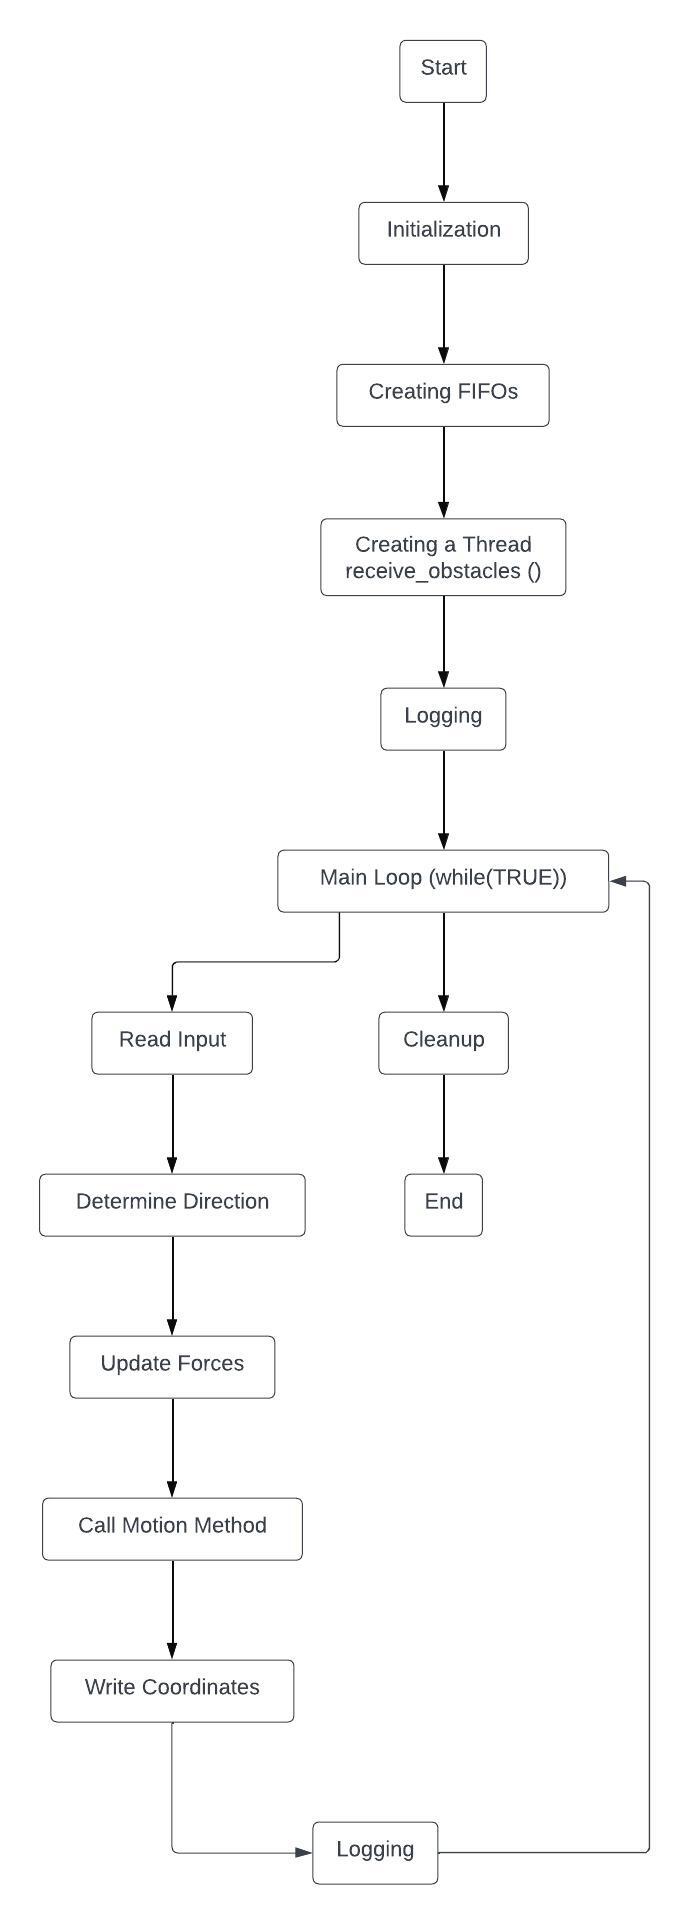 Start
Initialization
Creating FIFOs
Creating a Thread
receive_obstacles ()
Logging
Main Loop (while(TRUE))
Read Input
Cleanup
Determine Direction
End
Update Forces
Call Motion Method
Write Coordinates
Logging